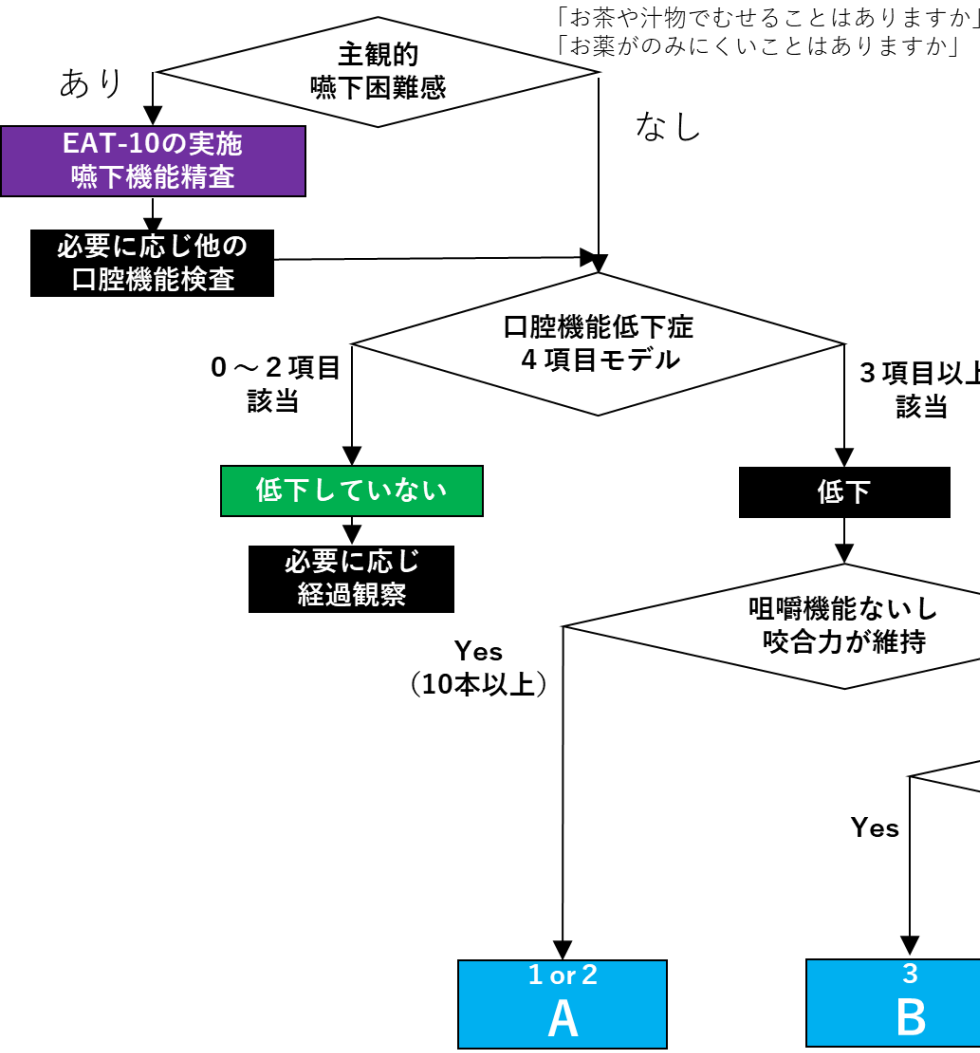 「お茶や汁物でむせることはありますか」
「お薬がのみにくいことはありますか」
主観的
嚥下困難感
あり
なし
EAT-10の実施
嚥下機能精査
必要に応じ他の
口腔機能検査
口腔機能低下症
4項目モデル
0～2項目
該当
3項目以上
該当
低下していない
低下
必要に応じ
経過観察
咀嚼機能ないし
咬合力が維持
Yes
（10本以上）
Yes
1 or 2
A
3
B